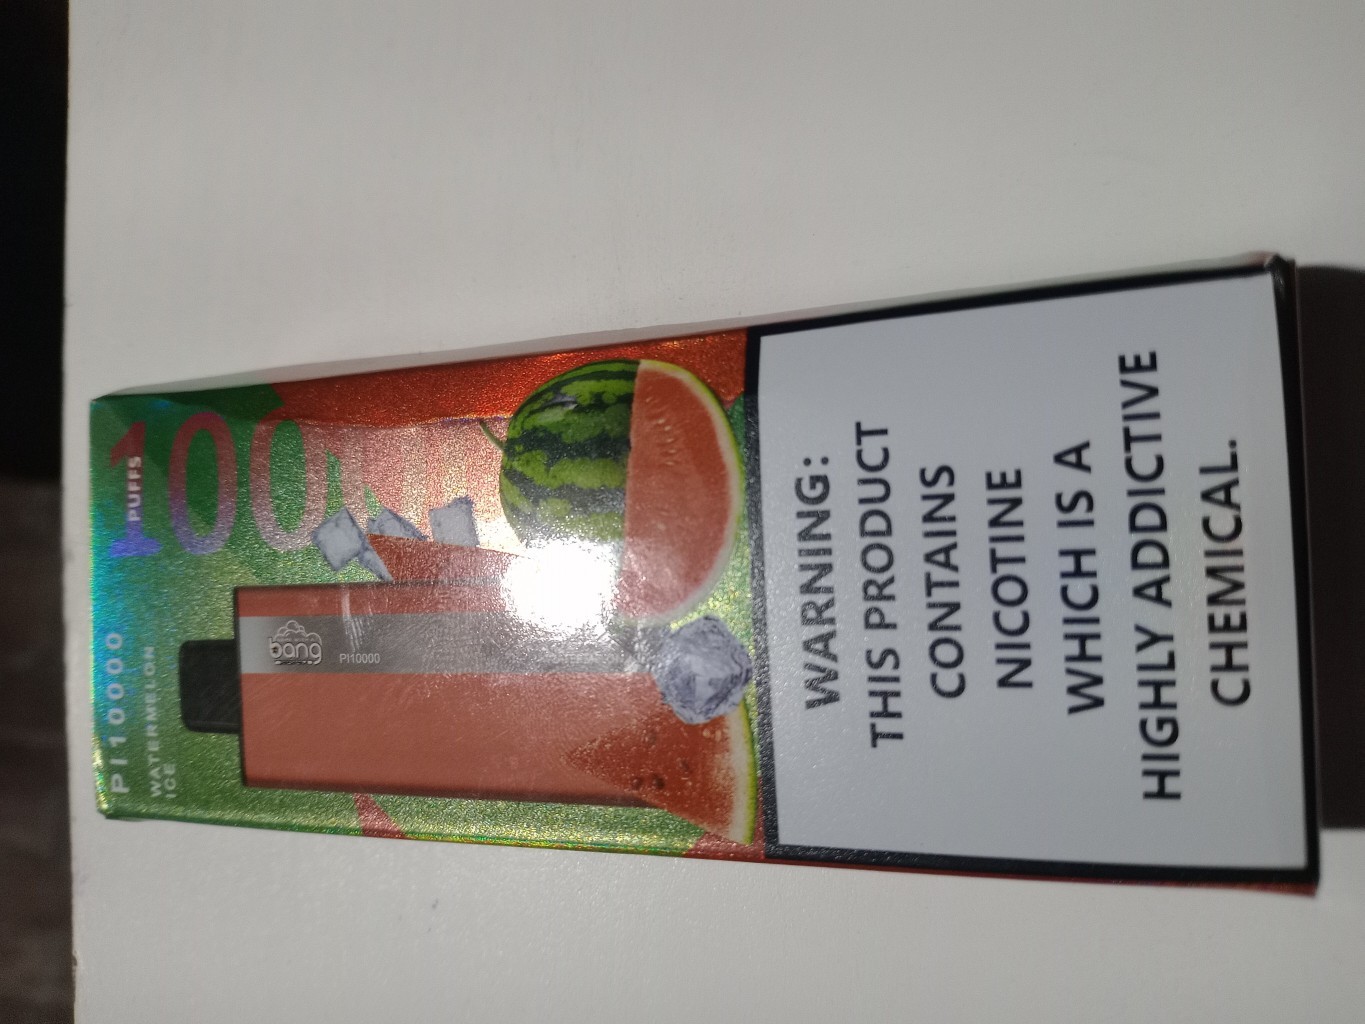 PI10000
WATERMELON
ICE
PUFFS
bang
PI10000
WARNING:
THIS PRODUCT
CONTAINS
NICOTINE
WHICH IS A
HIGHLY ADDICTIVE
CHEMICAL.